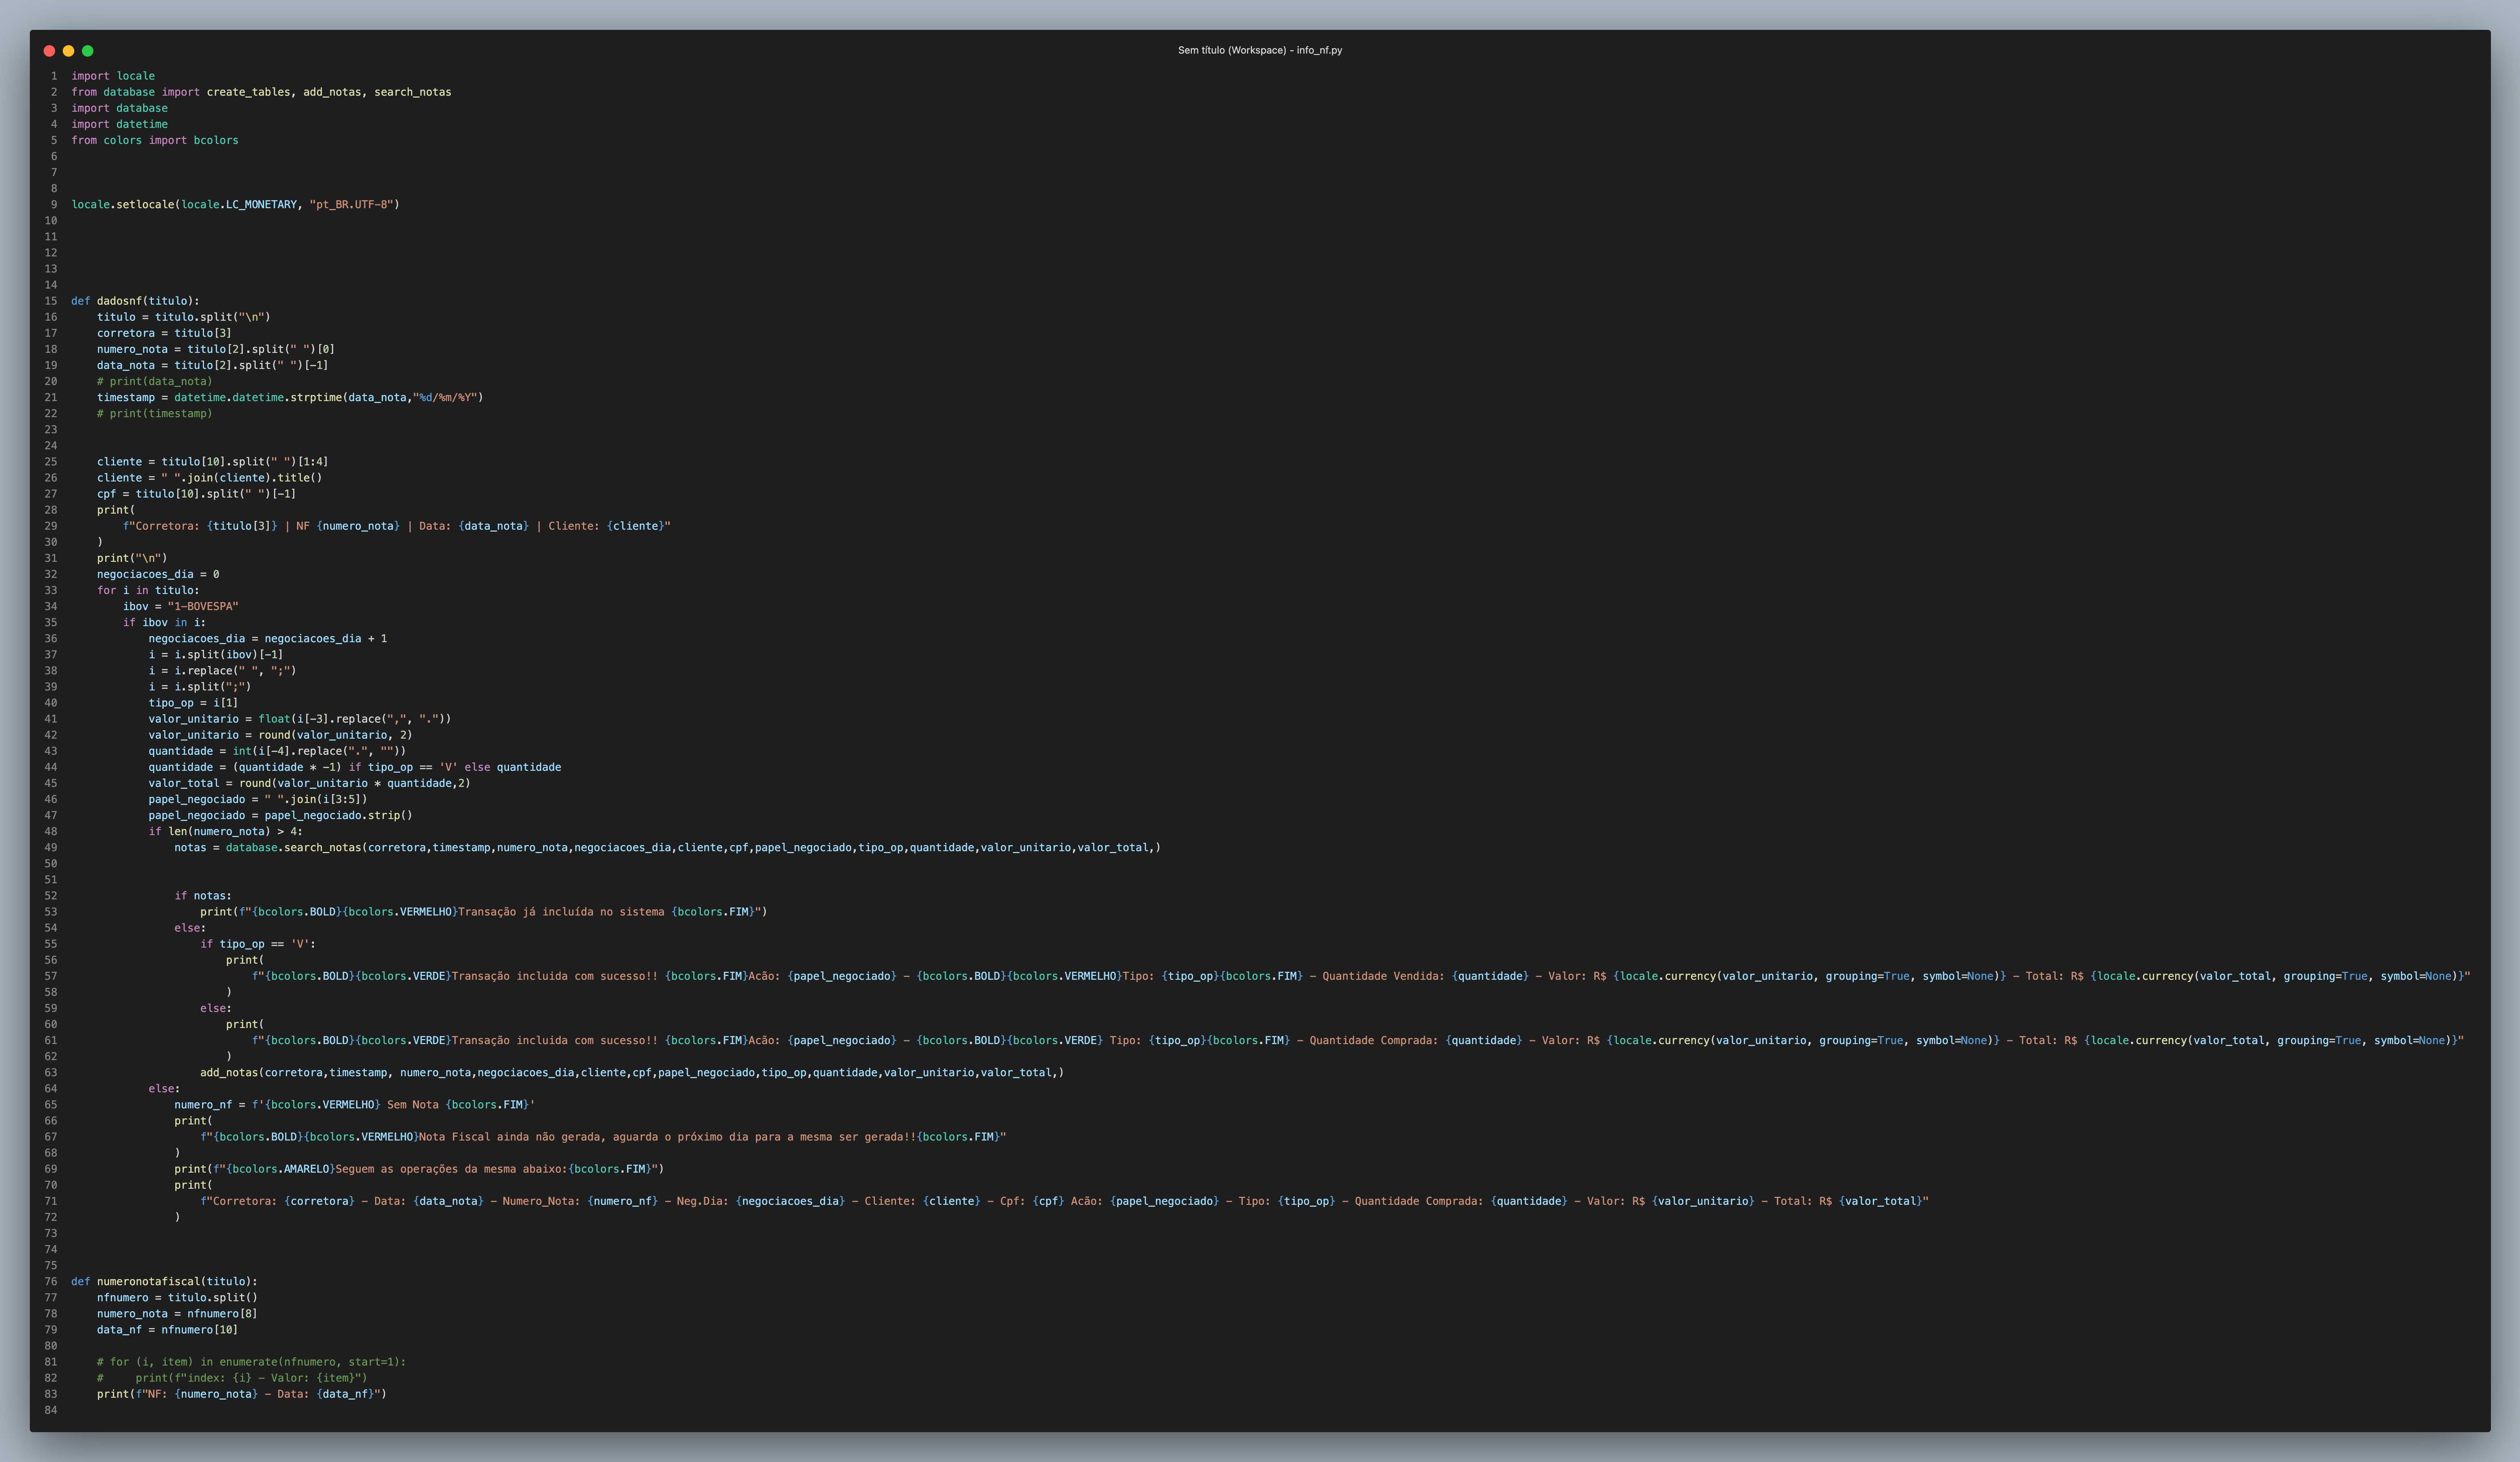 Sem título (Workspace) - info_nf.py
1 import locale
2 from database import create_tables, add_notas, search_notas
3 import database
4 import datetime
5 from colors import bcolors
6
7
8
9 locale.setlocale(locale.LC_MONETARY, "pt_BR.UTF-8")
10
11
12
13
14
15 def dadosnf(titulo):
16     titulo = titulo.split("\n")
17     corretora = titulo[3]
18     numero_nota = titulo[2].split(" ")[0]
19     data_nota = titulo[2].split(" ")[-1]
20     # print(data_nota)
21     timestamp = datetime.datetime.strptime(data_nota,"%d/%m/%Y")
22     # print(timestamp)
23
24
25     cliente = titulo[10].split(" ")[1:4]
26     cliente = " ".join(cliente).title()
27     cpf = titulo[10].split(" ")[-1]
28     print(
29         f"Corretora: {titulo[3]} | NF {numero_nota} | Data: {data_nota} | Cliente: {cliente}"
30     )
31     print("\n")
32     negociacoes_dia = 0
33     for i in titulo:
34         ibov = "1-BOVESPA"
35         if ibov in i:
36             negociacoes_dia = negociacoes_dia + 1
37             i = i.split(ibov)[-1]
38             i = i.replace(" ", ";")
39             i = i.split(";")
40             tipo_op = i[1]
41             valor_unitario = float(i[-3].replace(",", "."))
42             valor_unitario = round(valor_unitario, 2)
43             quantidade = int(i[-4].replace(".", ""))
44             quantidade = (quantidade * -1) if tipo_op == 'V' else quantidade
45             valor_total = round(valor_unitario * quantidade,2)
46             papel_negociado = " ".join(i[3:5])
47             papel_negociado = papel_negociado.strip()
48             if len(numero_nota) > 4:
49                 notas = database.search_notas(corretora,timestamp,numero_nota,negociacoes_dia,cliente,cpf,papel_negociado,tipo_op,quantidade,valor_unitario,valor_total,)
50
51
52                 if notas:
53                     print(f"{bcolors.BOLD}{bcolors.VERMELHO}Transação já incluída no sistema {bcolors.FIM}")
54                 else:
55                     if tipo_op == 'V':
56                         print(
57                             f"{bcolors.BOLD}{bcolors.VERDE}Transação incluida com sucesso!! {bcolors.FIM}Acão: {papel_negociado} - {bcolors.BOLD}{bcolors.VERMELHO}Tipo: {tipo_op}{bcolors.FIM} - Quantidade Vendida: {quantidade} - Valor: R$ {locale.currency(valor_unitario, grouping=True, symbol=None)} - Total: R$ {locale.currency(valor_total, grouping=True, symbol=None)}"
58                         )
59                     else:
60                         print(
61                             f"{bcolors.BOLD}{bcolors.VERDE}Transação incluida com sucesso!! {bcolors.FIM}Acão: {papel_negociado} - {bcolors.BOLD}{bcolors.VERDE} Tipo: {tipo_op}{bcolors.FIM} - Quantidade Comprada: {quantidade} - Valor: R$ {locale.currency(valor_unitario, grouping=True, symbol=None)} - Total: R$ {locale.currency(valor_total, grouping=True, symbol=None)}"
62                         )
63                     add_notas(corretora,timestamp, numero_nota,negociacoes_dia,cliente,cpf,papel_negociado,tipo_op,quantidade,valor_unitario,valor_total,)
64             else:
65                 numero_nf = f'{bcolors.VERMELHO} Sem Nota {bcolors.FIM}'
66                 print(
67                     f"{bcolors.BOLD}{bcolors.VERMELHO}Nota Fiscal ainda não gerada, aguarda o próximo dia para a mesma ser gerada!!{bcolors.FIM}"
68                 )
69                 print(f"{bcolors.AMARELO}Seguem as operações da mesma abaixo:{bcolors.FIM}")
70                 print(
71                     f"Corretora: {corretora} - Data: {data_nota} - Numero_Nota: {numero_nf} - Neg.Dia: {negociacoes_dia} - Cliente: {cliente} - Cpf: {cpf} Acão: {papel_negociado} - Tipo: {tipo_op} - Quantidade Comprada: {quantidade} - Valor: R$ {valor_unitario} - Total: R$ {valor_total}"
72                 )
73
74
75
76 def numeronotafiscal(titulo):
77     nfnumero = titulo.split()
78     numero_nota = nfnumero[8]
79     data_nf = nfnumero[10]
80
81     # for (i, item) in enumerate(nfnumero, start=1):
82     #     print(f"index: {i} - Valor: {item}")
83     print(f"NF: {numero_nota} - Data: {data_nf}")
84